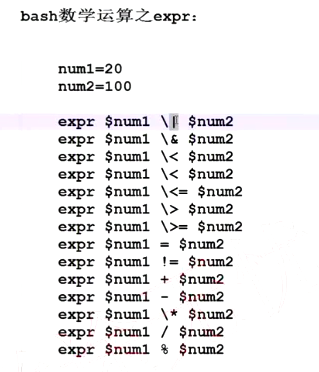 bash数学运算之expr:
num1=20
num2=100
expr $num1 \| $num2
expr $num1 \& $num2
expr $num1 \< $num2
expr $num1 \< $num2
expr $num1 \<= $num2
expr $num1 \> $num2
expr $num1 \>= $num2
expr $num1 = $num2
expr $num1 != $num2
expr $num1 + $num2
expr $num1 - $num2
expr $num1 \* $num2
expr $num1 / $num2
expr $num1 % $num2